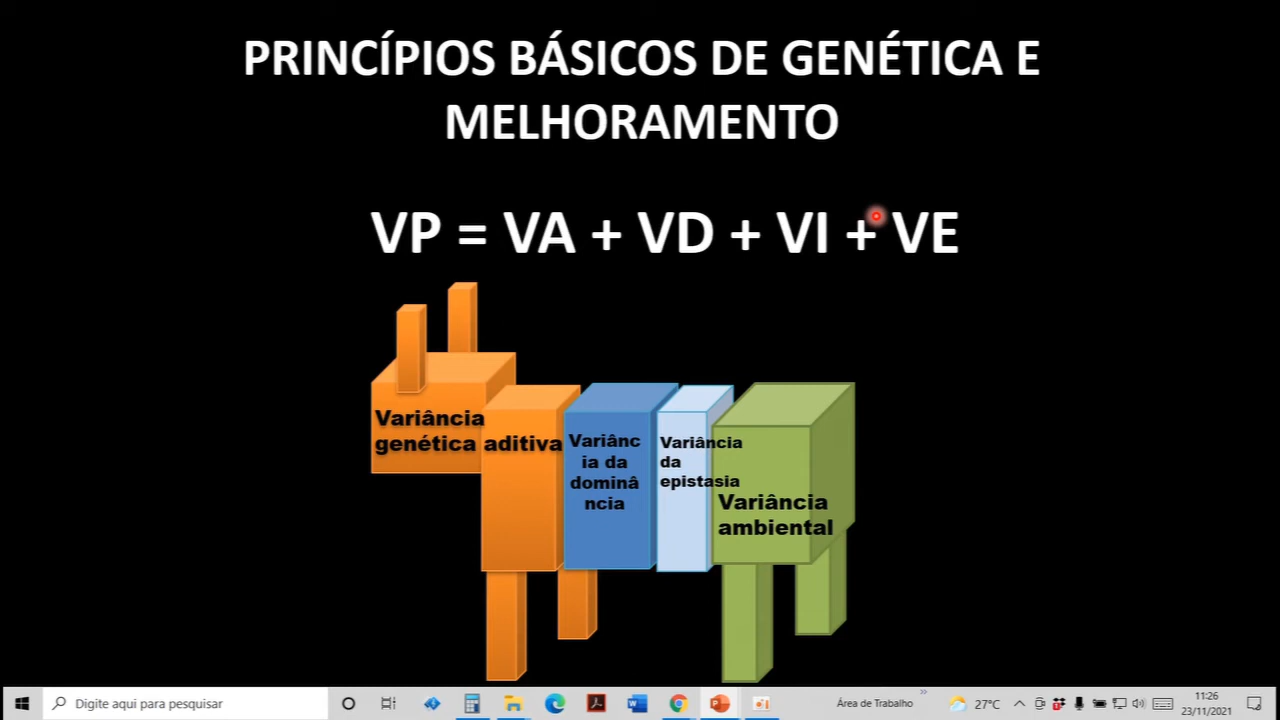 PRINCÍPIOS BÁSICOS DE GENÉTICA E
MELHORAMENTO
VP = VA + VD + VI + VE
Variância
genética aditiva
Variânc
ia da
dominâ
ncia
Variância
da
epistasia
Variância
ambiental
Digite aqui para pesquisar
Área de Trabalho
27°C
11:26
23/11/2021